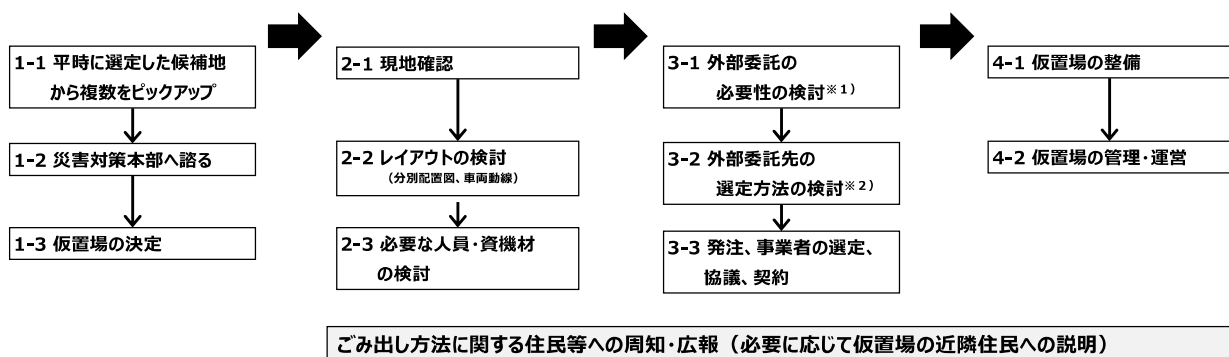 1-1 平時に選定した候補地
から複数をピックアップ
1-2 災害対策本部へ諮る
1-3 仮置場の決定
2-1 現地確認
2-2 レイアウトの検討
（分別配置図、車両動線）
2-3 必要な人員・資機材
の検討
3-1 外部委託の
必要性の検討※1）
3-2 外部委託先の
選定方法の検討※2）
3-3 発注、事業者の選定、
協議、契約
4-1 仮置場の整備
4-2 仮置場の管理・運営
ごみ出し方法に関する住民等への周知・広報（必要に応じて仮置場の近隣住民への説明）